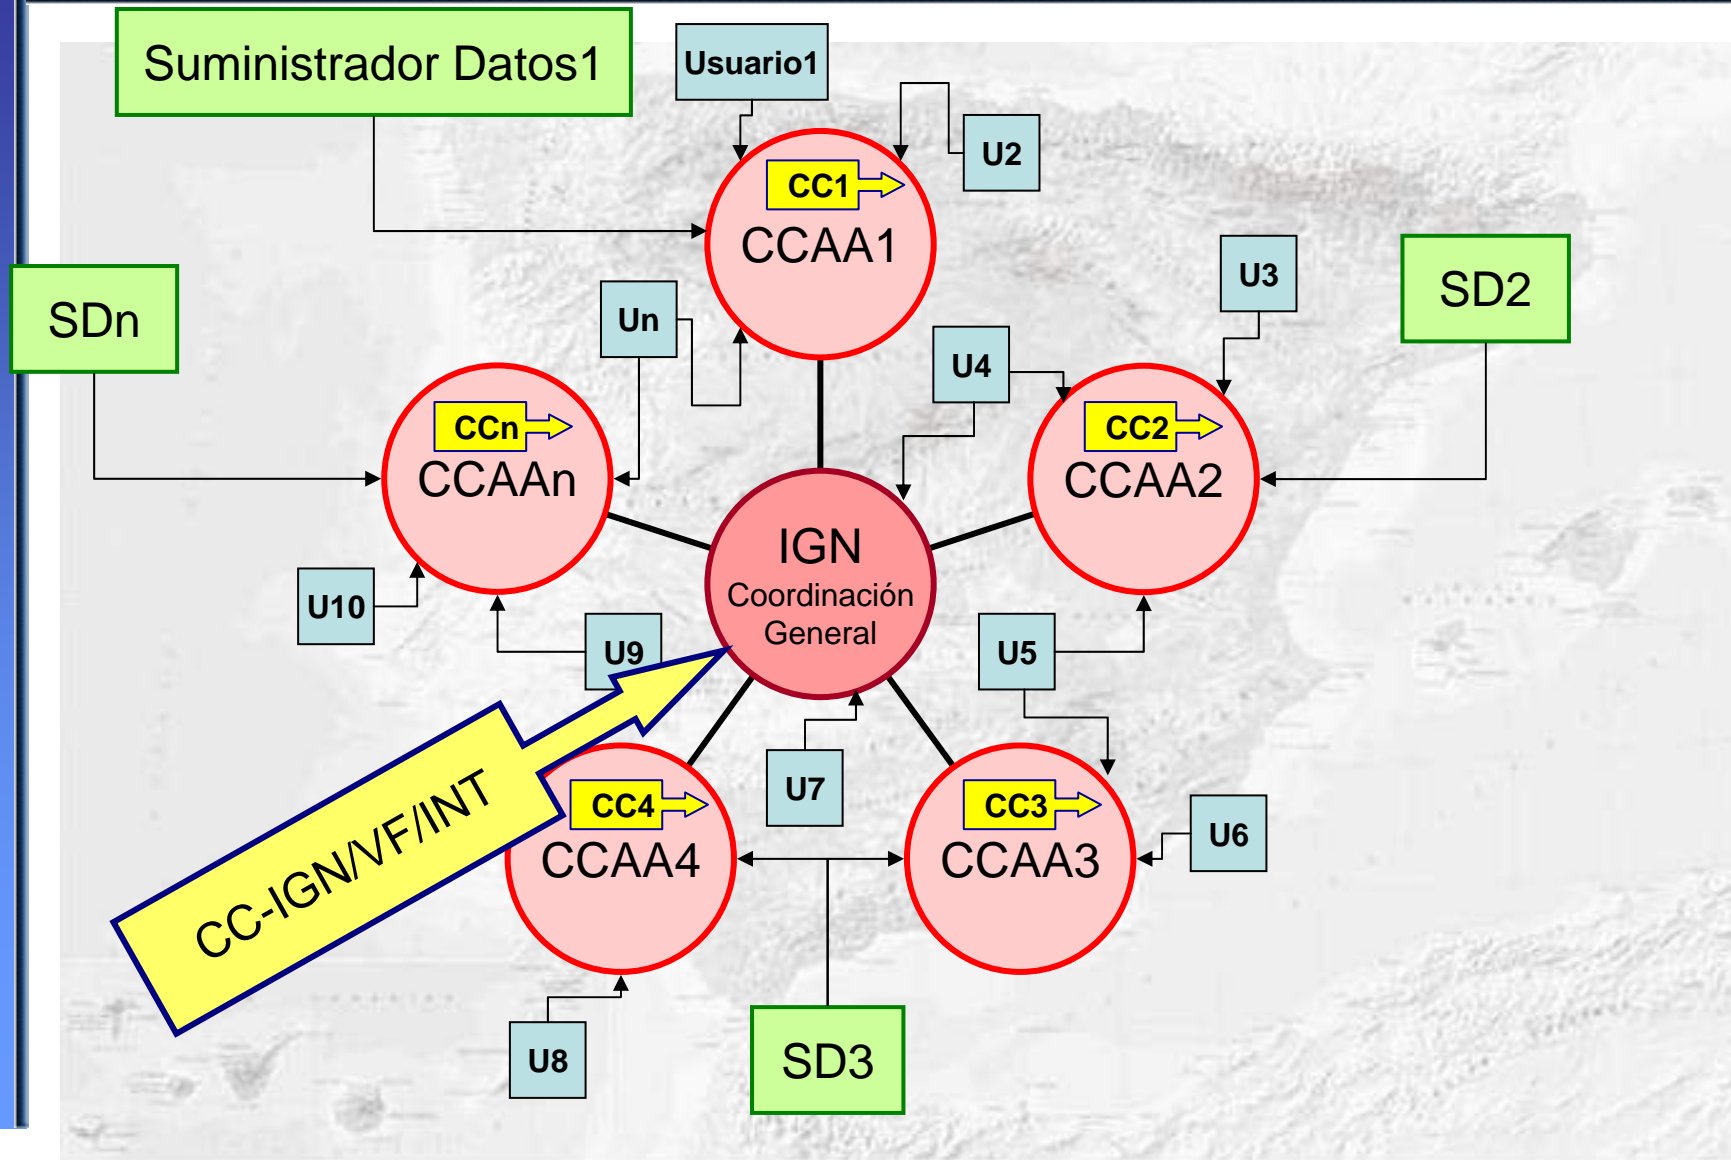 Suministrador Datos1
Usuario1
U2
CC1
CCAA1
SDn
Un
U3
SD2
U4
CCn
CCAAn
CC2
CCAA2
IGN
Coordinación
General
U10
U9
U5
CC-IGN/VF/INT
U7
CC4
CCAA4
CC3
CCAA3
U6
U8
SD3